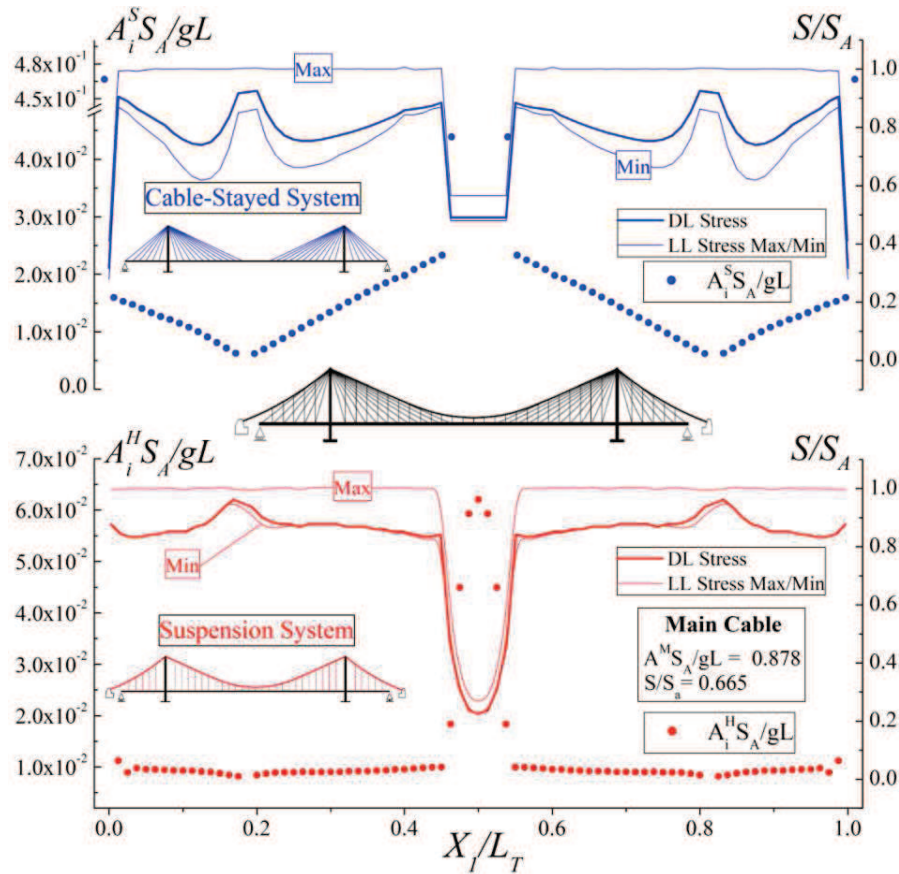 A_i^S S_A/gL
S/S_A
4.8x10⁻¹
4.5x10⁻¹
4.0x10⁻²
3.0x10⁻²
2.0x10⁻²
1.0x10⁻²
0.0
Max
Min
Cable-Stayed System
DL Stress
LL Stress Max/Min
A_i^S S_A/gL
1.0
0.8
0.6
0.4
0.2
0.0
A_i^H S_A/gL
S/S_A
7.0x10⁻²
6.0x10⁻²
5.0x10⁻²
4.0x10⁻²
3.0x10⁻²
2.0x10⁻²
1.0x10⁻²
Max
Min
Suspension System
DL Stress
LL Stress Max/Min
Main Cable
A^M S_A/gL = 0.878
S/S_a= 0.665
A_i^H S_A/gL
1.0
0.8
0.6
0.4
0.2
0.0
0.0 0.2 0.4 0.6 0.8 1.0
X_1/L_T